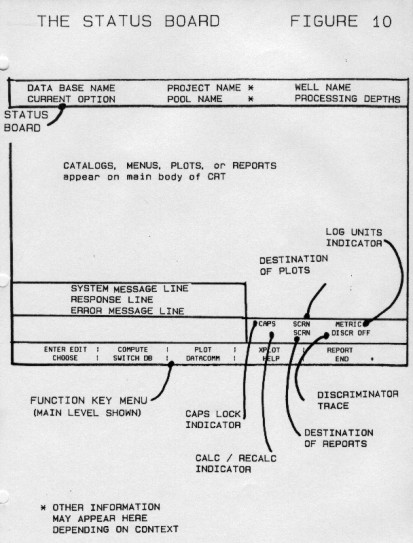 THE STATUS BOARD FIGURE 10
DATA BASE NAME PROJECT NAME * WELL NAME
CURRENT OPTION POOL NAME * PROCESSING DEPTHS
STATUS
BOARD
CATALOGS, MENUS, PLOTS, or REPORTS
appear on main body of CRT
LOG UNITS
INDICATOR
DESTINATION
OF PLOTS
SYSTEM MESSAGE LINE
RESPONSE LINE
ERROR MESSAGE LINE
CAPS SCRN METRIC
SCRN DISCR OFF
ENTER EDIT | COMPUTE | PLOT | XPLOT | REPORT
CHOOSE | SWITCH DB | DATACOMM | HELP | END
FUNCTION KEY MENU
(MAIN LEVEL SHOWN)
DISCRIMINATOR
TRACE
CAPS LOCK
INDICATOR
DESTINATION
OF REPORTS
CALC / RECALC
INDICATOR
* OTHER INFORMATION
MAY APPEAR HERE
DEPENDING ON CONTEXT